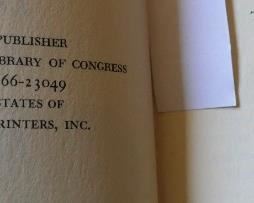 PUBLISHER
BRARY OF CONGRESS
66-23049
STATES OF
RINTERS, INC.